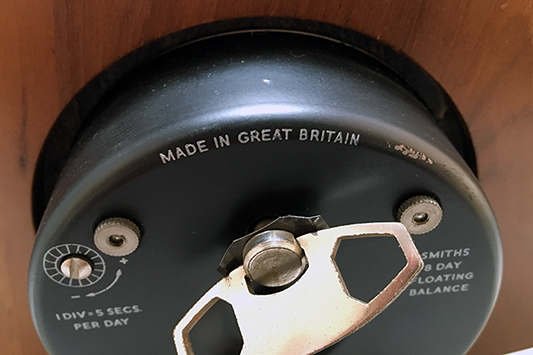 MADE IN GREAT BRITAIN
+
-
1 DIV = 5 SECS.
PER DAY
SMITHS
8 DAY
FLOATING
BALANCE